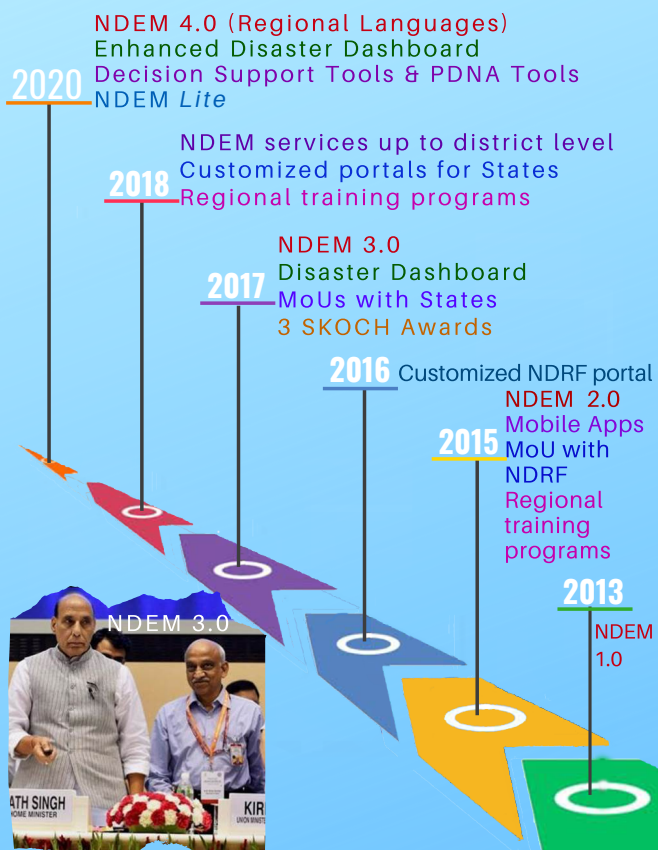 NDEM 4.0 (Regional Languages)
Enhanced Disaster Dashboard
2020
Decision Support Tools & PDNA Tools
NDEM Lite
NDEM services up to district level
Customized portals for States
2018
Regional training programs
NDEM 3.0
Disaster Dashboard
2017
MoUs with States
3 SKOCH Awards
2016
Customized NDRF portal
NDEM 2.0
Mobile Apps
2015
MoU with
NDRF
Regional
training
programs
2013
NDEM
1.0
NDEM 3.0
ATH SINGH
HOME MINISTER
KIR
UNION MINIST